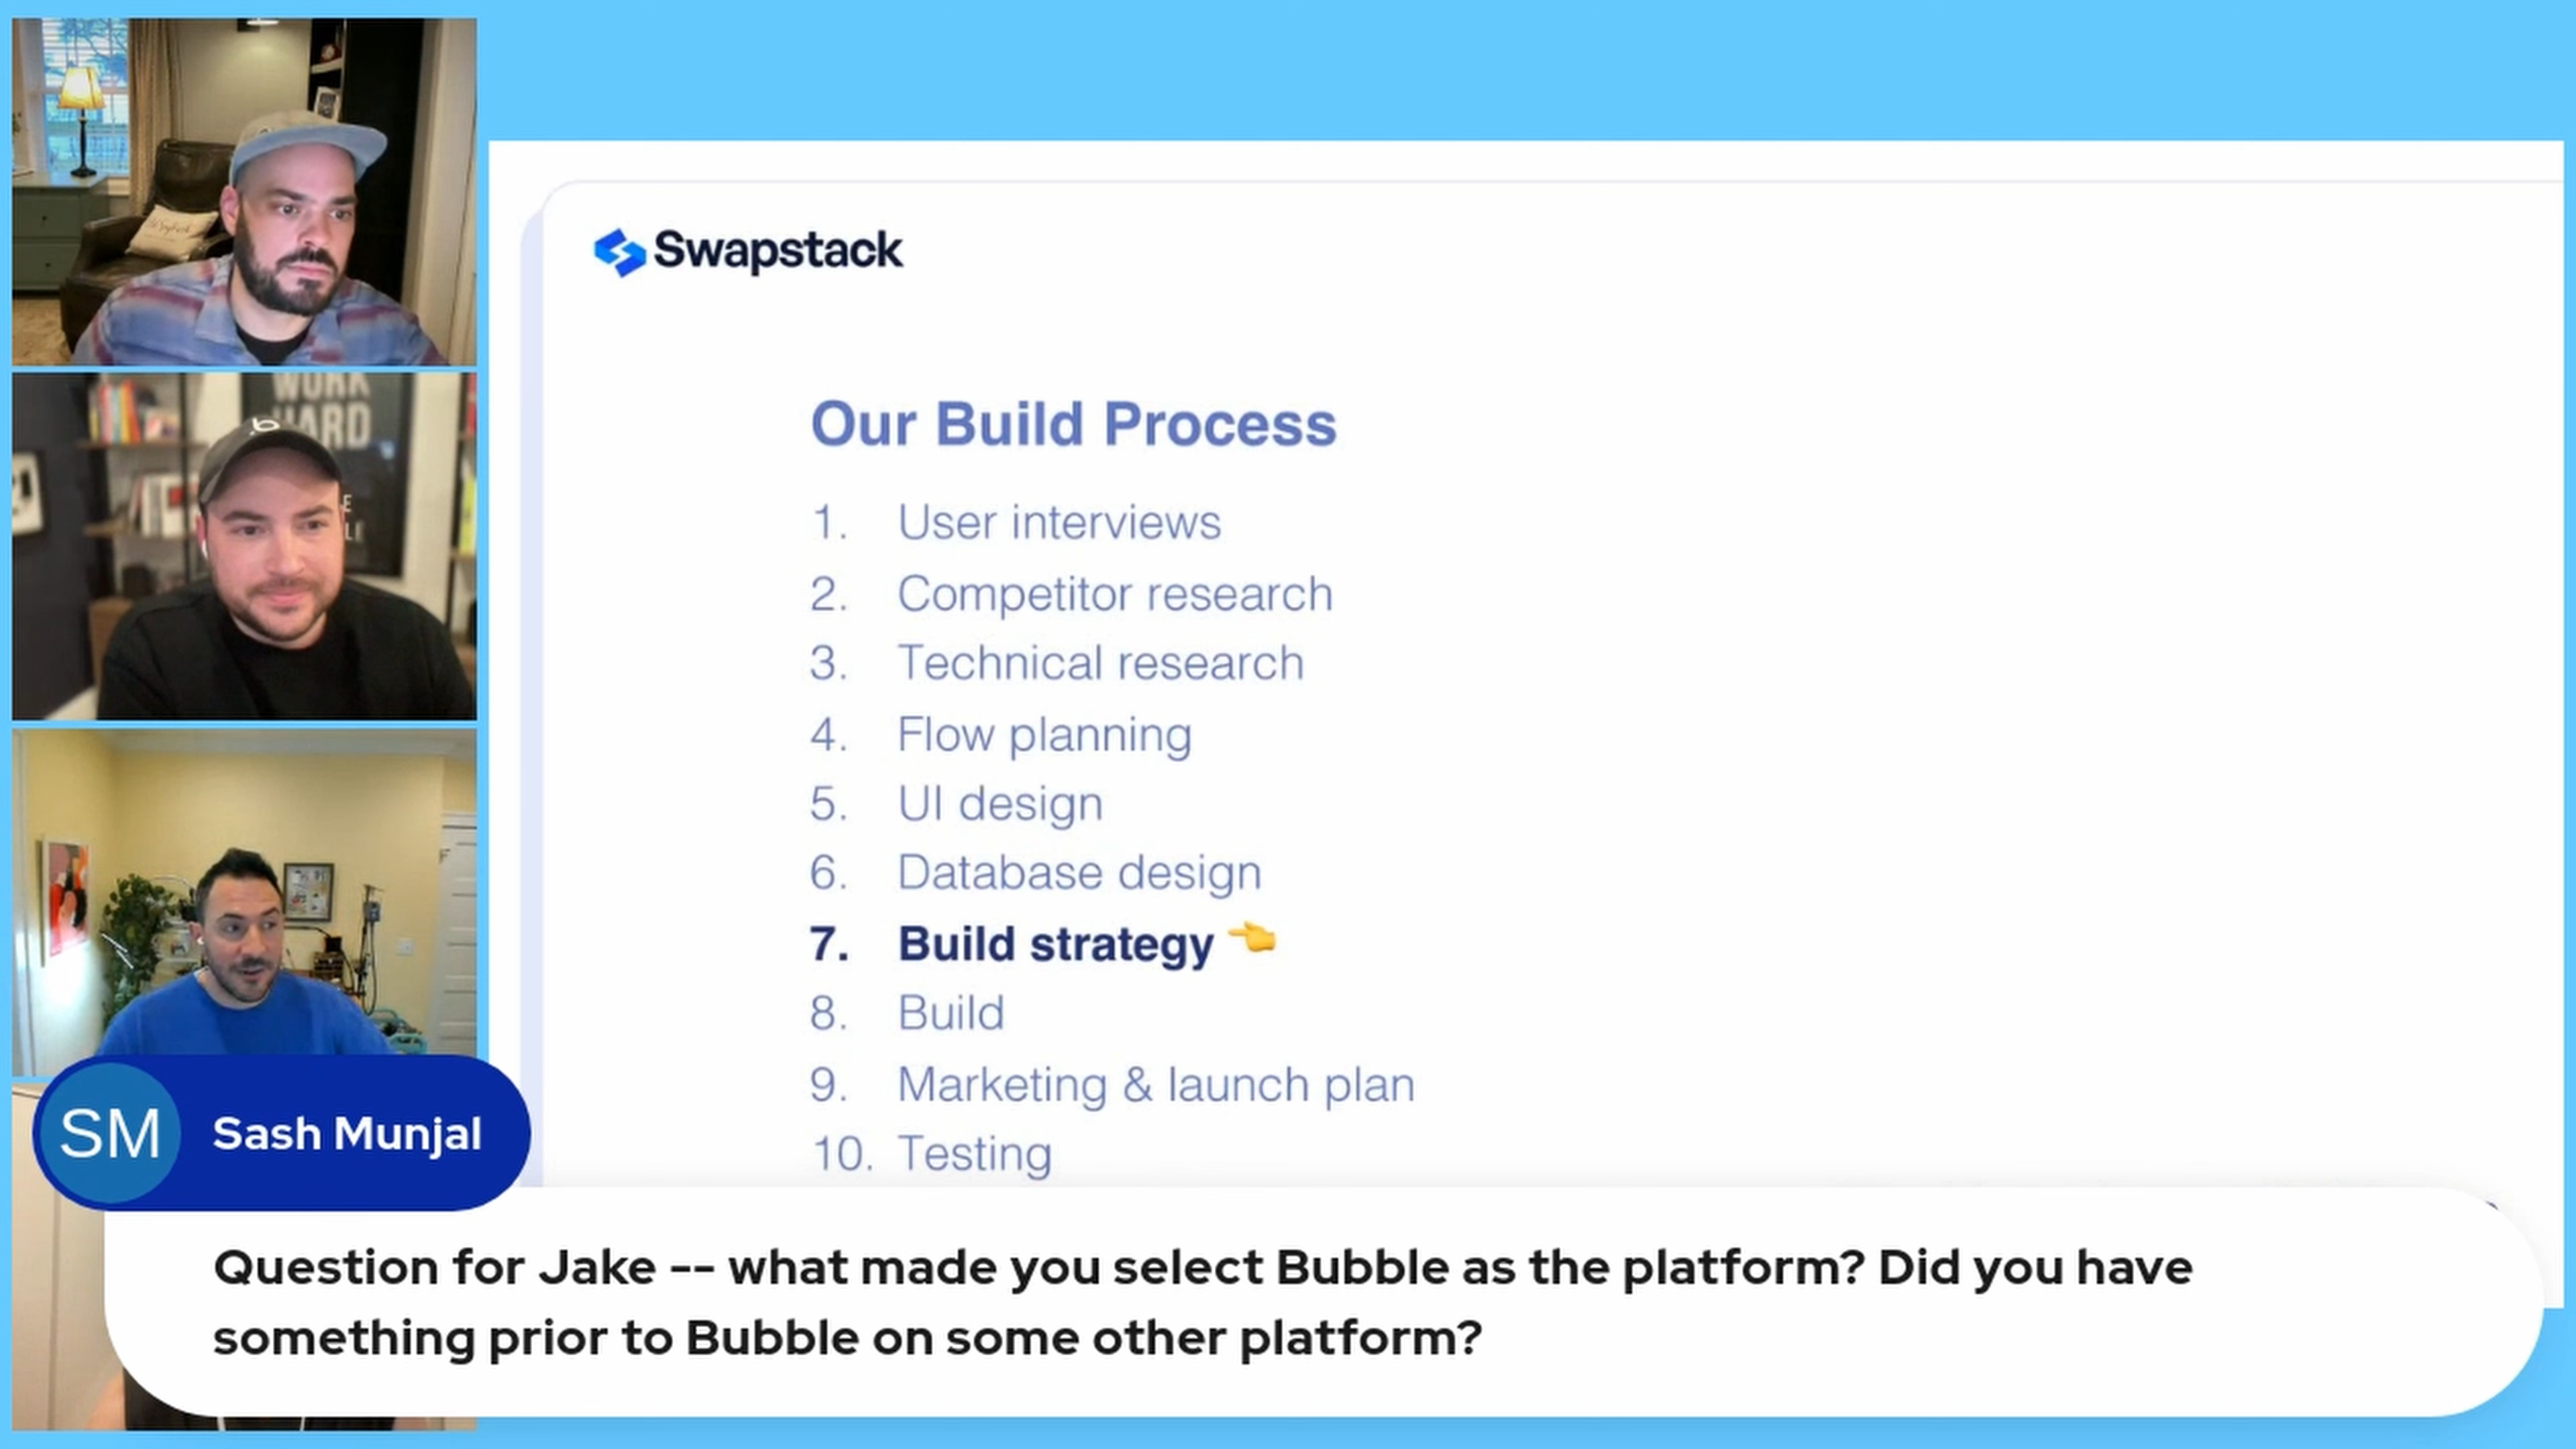 WORK
HARD
b
Swapstack
Our Build Process
1. User interviews
2. Competitor research
3. Technical research
4. Flow planning
5. UI design
6. Database design
7. Build strategy 👈
8. Build
9. Marketing & launch plan
10. Testing
SM Sash Munjal
Question for Jake -- what made you select Bubble as the platform? Did you have
something prior to Bubble on some other platform?